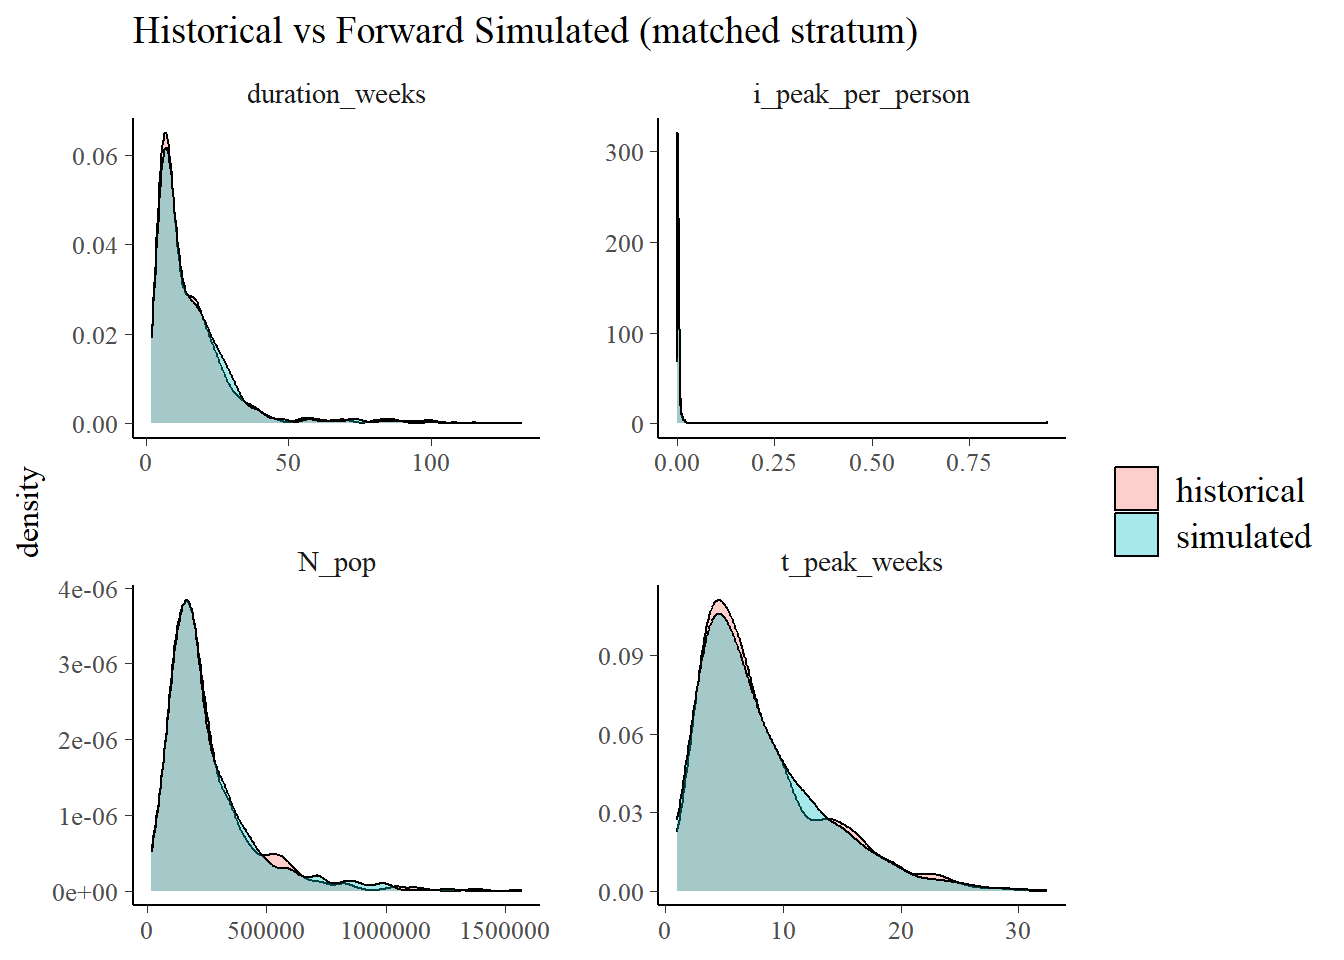 Historical vs Forward Simulated (matched stratum)
duration_weeks
0.06
0.04
0.02
0.00
0
50
100
i_peak_per_person
300
200
100
0
0.00
0.25
0.50
0.75
density
N_pop
4e-06
3e-06
2e-06
1e-06
0e+00
0
500000
1000000
1500000
t_peak_weeks
0.09
0.06
0.03
0.00
0
10
20
30
historical
simulated